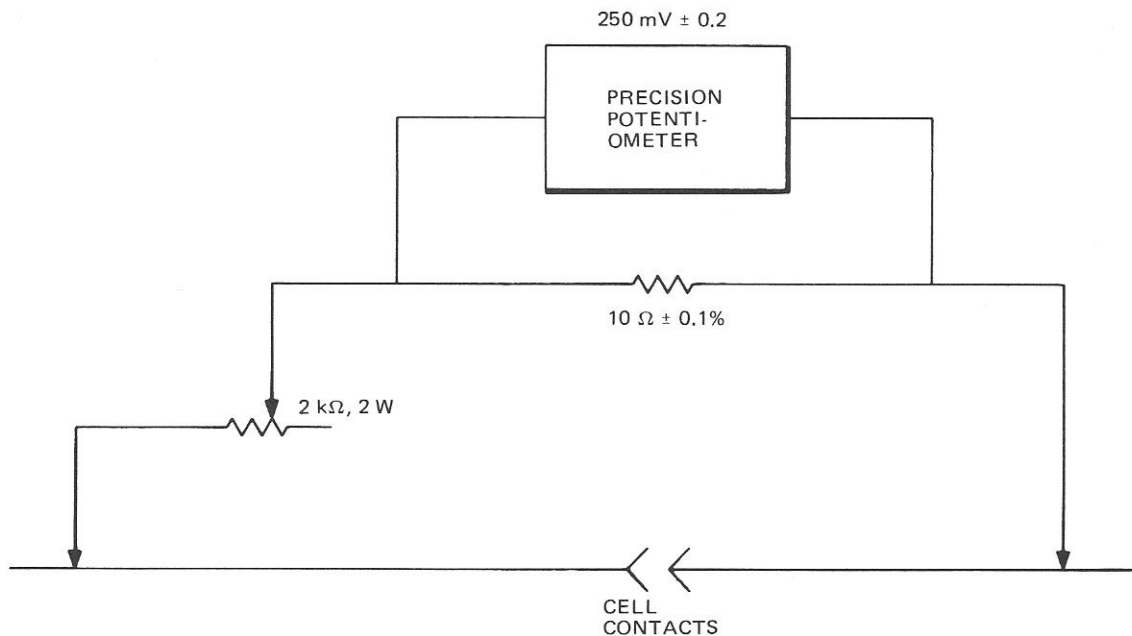 250 mV ± 0.2
PRECISION
POTENTI-
OMETER
10 Ω ± 0.1%
2 kΩ, 2 W
CELL
CONTACTS